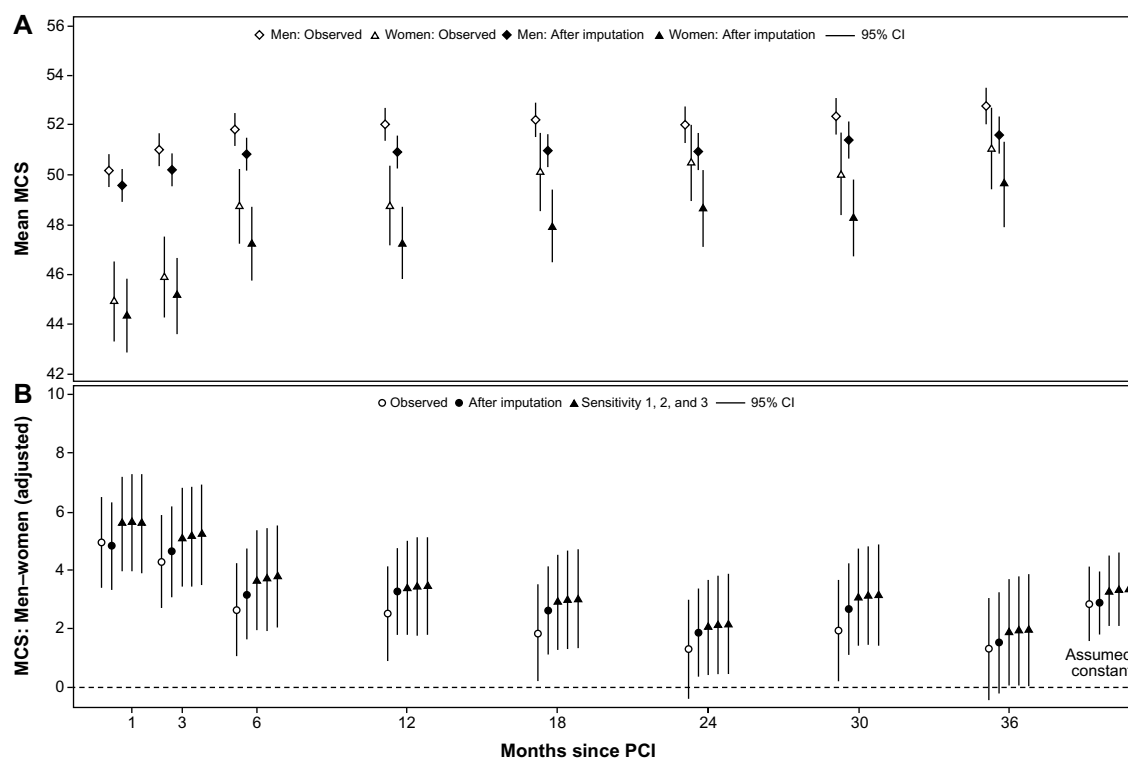 A
56
54
52
50
48
46
44
42
Mean MCS
Men: Observed Women: Observed Men: After imputation Women: After imputation 95% CI
B
10
8
6
4
2
0
MCS: Men–women (adjusted)
Observed After imputation Sensitivity 1, 2, and 3 95% CI
Assumed
constant
1 3 6 12 18 24 30 36
Months since PCI